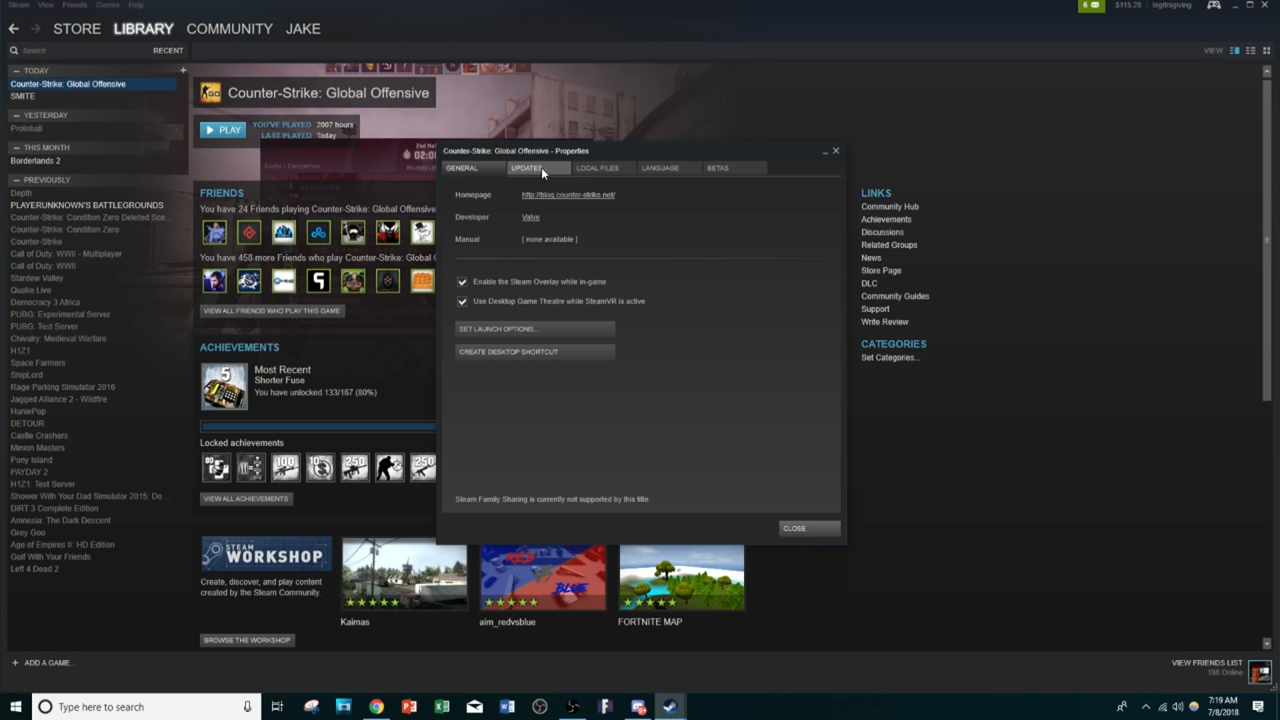 Steam View Friends Games Help
6 $115.28 legitngiving
STORE LIBRARY COMMUNITY JAKE
Search RECENT VIEW
— TODAY +
Counter-Strike: Global Offensive
SMITE
— YESTERDAY
Protoball
— THIS MONTH
Borderlands 2
— PREVIOUSLY
Depth
PLAYERUNKNOWN'S BATTLEGROUNDS
Counter-Strike: Condition Zero Deleted Sce...
Counter-Strike: Condition Zero
Counter-Strike
Call of Duty: WWII - Multiplayer
Call of Duty: WWII
Stardew Valley
Quake Live
Democracy 3 Africa
PUBG: Experimental Server
PUBG: Test Server
Chivalry: Medieval Warfare
H1Z1
Space Farmers
ShipLord
Rage Parking Simulator 2016
Jagged Alliance 2 - Wildfire
HuniePop
DETOUR
Castle Crashers
Minion Masters
Pony Island
PAYDAY 2
H1Z1: Test Server
Shower With Your Dad Simulator 2015: Do ...
DiRT 3 Complete Edition
Amnesia: The Dark Descent
Grey Goo
Age of Empires II: HD Edition
Golf With Your Friends
Left 4 Dead 2
+ ADD A GAME...
Counter-Strike: Global Offensive
PLAY
YOU'VE PLAYED 2007 hours
LAST PLAYED Today
FRIENDS
You have 24 Friends playing Counter-Strike: Global Offensive
You have 458 more Friends who play Counter-Strike: Global O
VIEW ALL FRIENDS WHO PLAY THIS GAME
ACHIEVEMENTS
Most Recent
Shorter Fuse
You have unlocked 133/167 (80%)
Locked achievements
VIEW ALL ACHIEVEMENTS
STEAM
WORKSHOP
Create, discover, and play content
created by the Steam Community.
BROWSE THE WORKSHOP
RED
BLUE
Kaimas
aim_redvsblue
FORTNITE MAP
Counter-Strike: Global Offensive - Properties
GENERAL UPDATES LOCAL FILES LANGUAGE BETAS
Homepage http://blog.counter-strike.net/
Developer Valve
Manual [ none available ]
Enable the Steam Overlay while in-game
Use Desktop Game Theatre while SteamVR is active
SET LAUNCH OPTIONS...
CREATE DESKTOP SHORTCUT
Steam Family Sharing is currently not supported by this title.
CLOSE
LINKS
Community Hub
Achievements
Discussions
Related Groups
News
Store Page
DLC
Community Guides
Support
Write Review
CATEGORIES
Set Categories...
VIEW FRIENDS LIST
198 Online
Type here to search
7:19 AM
7/8/2018